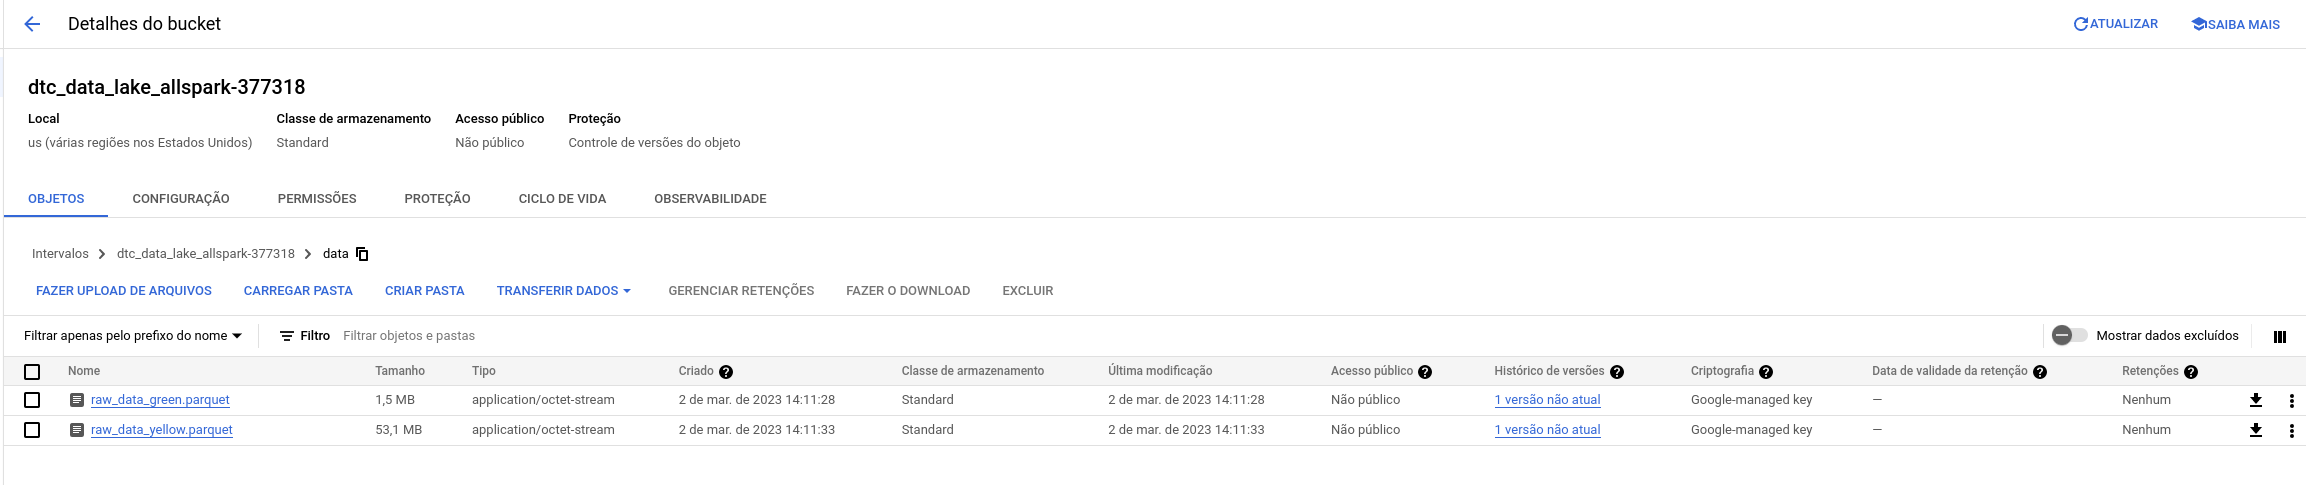 Detalhes do bucket ATUALIZAR SAIBA MAIS
dtc_data_lake_allspark-377318
Local Classe de armazenamento Acesso público Proteção
us (várias regiões nos Estados Unidos) Standard Não público Controle de versões do objeto
OBJETOS CONFIGURAÇÃO PERMISSÕES PROTEÇÃO CICLO DE VIDA OBSERVABILIDADE
Intervalos dtc_data_lake_allspark-377318 data
FAZER UPLOAD DE ARQUIVOS CARREGAR PASTA CRIAR PASTA TRANSFERIR DADOS GERENCIAR RETENÇÕES FAZER O DOWNLOAD EXCLUIR
Filtrar apenas pelo prefixo do nome Filtro Filtrar objetos e pastas Mostrar dados excluídos
Nome Tamanho Tipo Criado Classe de armazenamento Última modificação Acesso público Histórico de versões Criptografia Data de validade da retenção Retenções
raw_data_green.parquet 1,5 MB application/octet-stream 2 de mar. de 2023 14:11:28 Standard 2 de mar. de 2023 14:11:28 Não público 1 versão não atual Google-managed key — Nenhum
raw_data_yellow.parquet 53,1 MB application/octet-stream 2 de mar. de 2023 14:11:33 Standard 2 de mar. de 2023 14:11:33 Não público 1 versão não atual Google-managed key — Nenhum